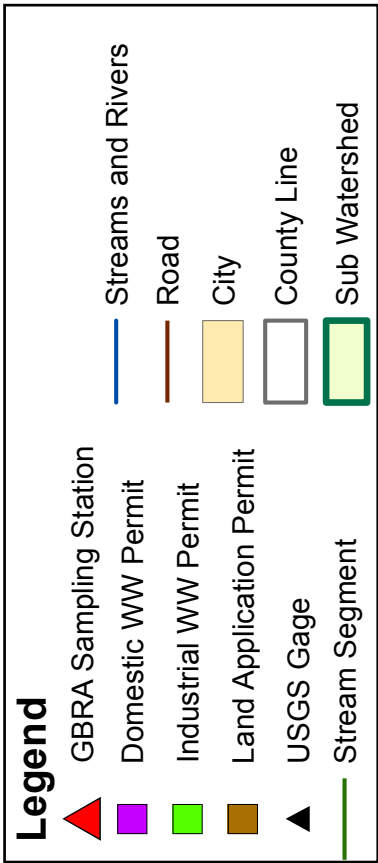 Legend
GBRA Sampling Station
Domestic WW Permit
Industrial WW Permit
Land Application Permit
USGS Gage
Stream Segment
Streams and Rivers
Road
City
County Line
Sub Watershed